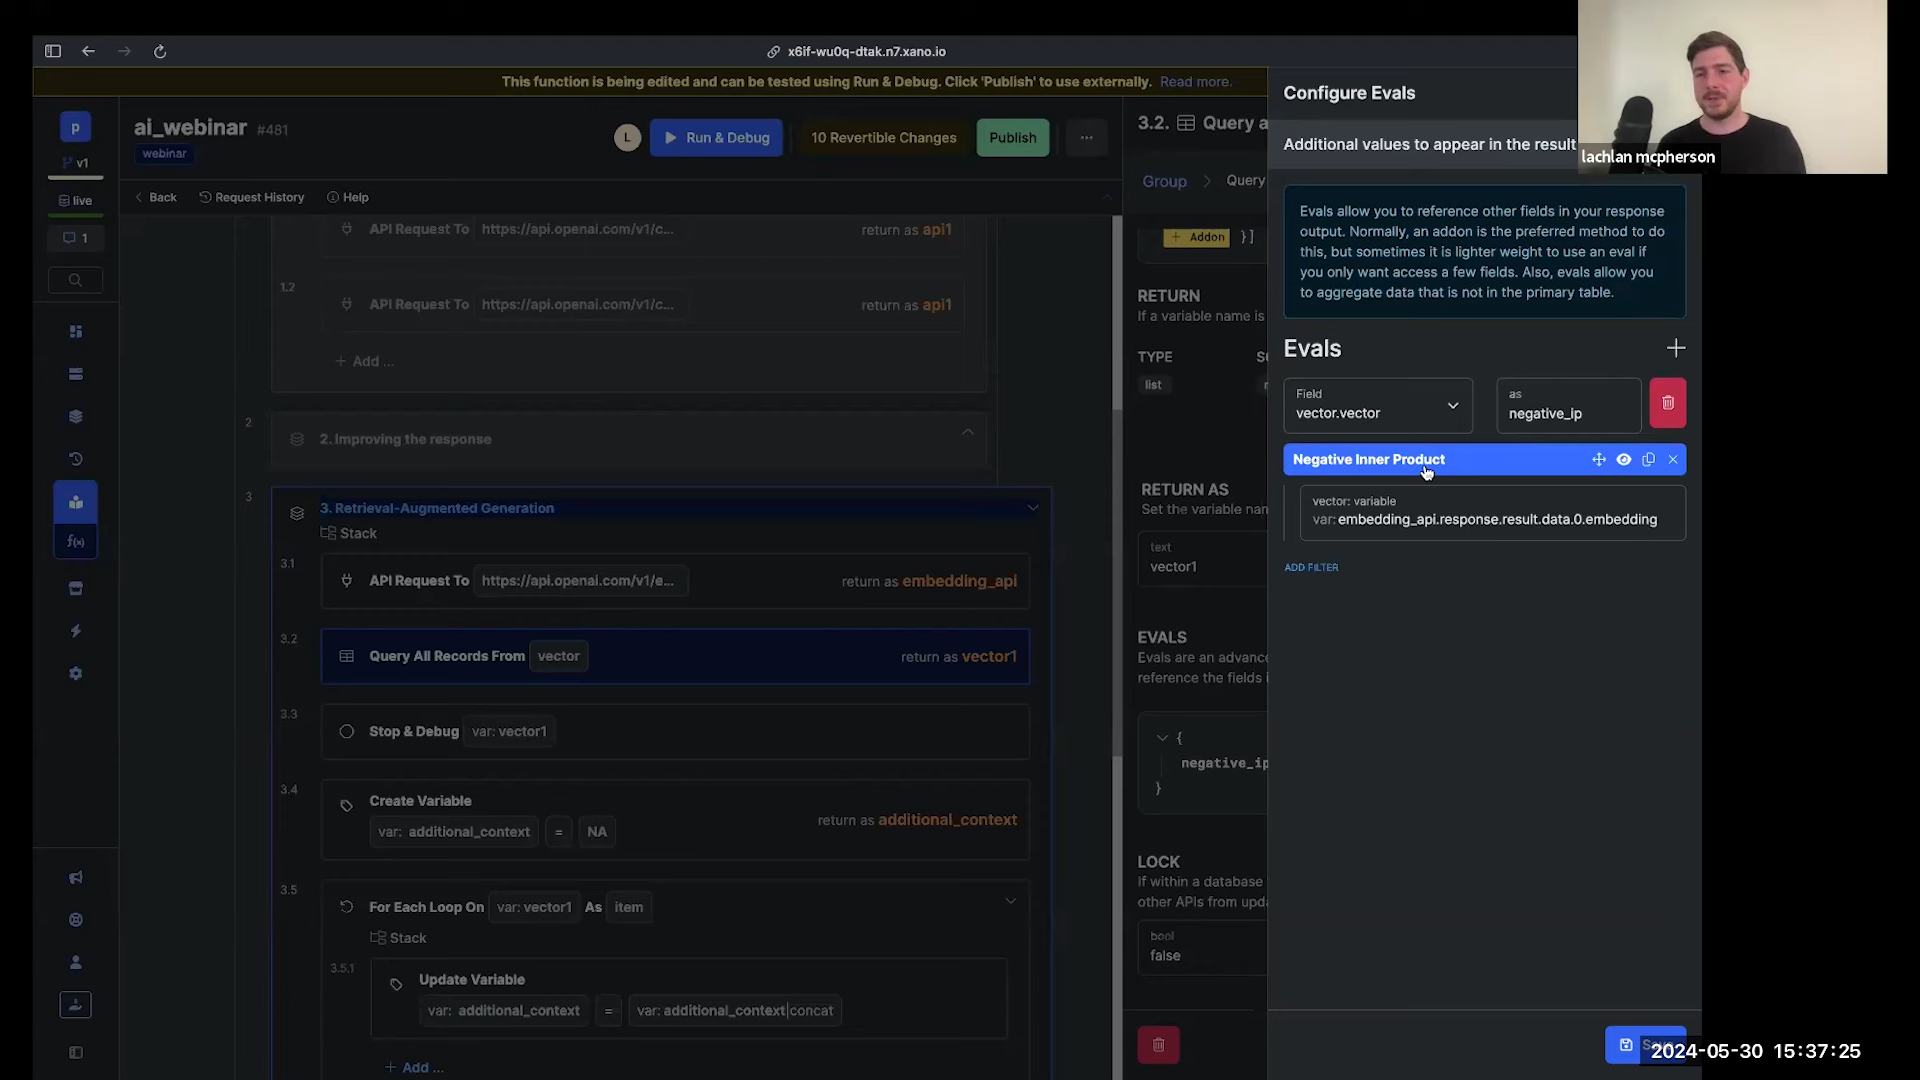 x6if-wu0q-dtak.n7.xano.io
This function is being edited and can be tested using Run & Debug. Click 'Publish' to use externally. Read more.
p
v1
live
1
f(x)
ai_webinar #481
webinar
L
Run & Debug
10 Revertible Changes
Publish
...
Back
Request History
Help
API Request To https://api.openai.com/v1/c... return as api1
1.2
API Request To https://api.openai.com/v1/c... return as api1
+ Add ...
2
2. Improving the response
3
3. Retrieval-Augmented Generation
Stack
3.1
API Request To https://api.openai.com/v1/e... return as embedding_api
3.2
Query All Records From vector return as vector1
3.3
Stop & Debug var: vector1
3.4
Create Variable
var: additional_context = NA return as additional_context
3.5
For Each Loop On var: vector1 As item
Stack
3.5.1
Update Variable
var: additional_context = var: additional_context|concat
+ Add ...
3.2. Query a
Group > Query
+ Addon }]
RETURN
If a variable name is
TYPE
list
RETURN AS
Set the variable nam
text
vector1
EVALS
Evals are an advance
reference the fields i
{
negative_ip
}
LOCK
If within a database
other APIs from upda
bool
false
Configure Evals
Additional values to appear in the result
Evals allow you to reference other fields in your response
output. Normally, an addon is the preferred method to do
this, but sometimes it is lighter weight to use an eval if
you only want access a few fields. Also, evals allow you
to aggregate data that is not in the primary table.
Evals
Field
vector.vector
as
negative_ip
Negative Inner Product
vector: variable
var: embedding_api.response.result.data.0.embedding
ADD FILTER
lachlan mcpherson
2024-05-30 15:37:25